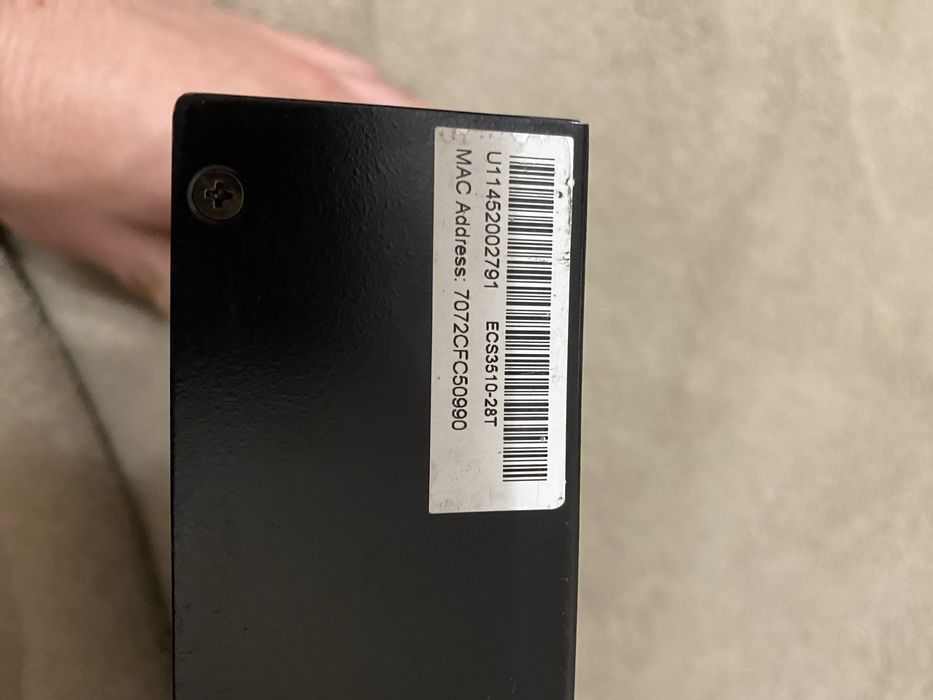 U11452002791 ECS3510-28T
MAC Address: 7072CFC50990